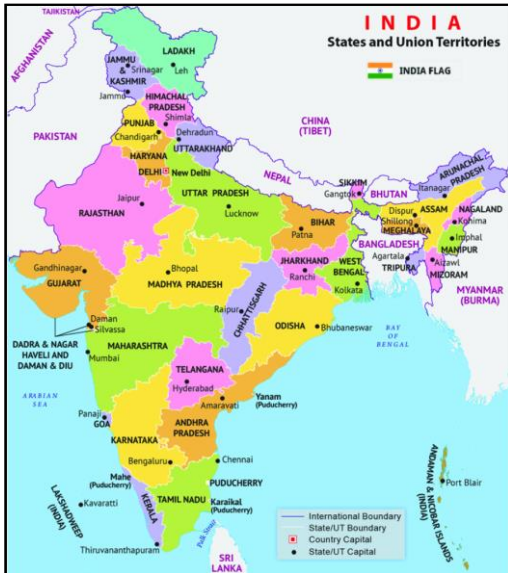 INDIA
States and Union Territories
INDIA FLAG
TAJIKISTAN
AFGHANISTAN
PAKISTAN
CHINA
(TIBET)
NEPAL
BHUTAN
BANGLADESH
MYANMAR
(BURMA)
SRI
LANKA
LADAKH
Leh
JAMMU
&
KASHMIR
Srinagar
Jammu
HIMACHAL
PRADESH
Shimla
PUNJAB
Chandigarh
Dehradun
UTTARAKHAND
HARYANA
DELHI
New Delhi
UTTAR PRADESH
Lucknow
RAJASTHAN
Jaipur
SIKKIM
Gangtok
ARUNACHAL
PRADESH
Itanagar
ASSAM
Dispur
NAGALAND
Kohima
Shillong
MEGHALAYA
Imphal
MANIPUR
Agartala
TRIPURA
Aizawl
MIZORAM
BIHAR
Patna
JHARKHAND
Ranchi
WEST
BENGAL
Kolkata
Gandhinagar
GUJARAT
Bhopal
MADHYA PRADESH
Raipur
CHHATTISGARH
ODISHA
Bhubaneswar
BAY
OF
BENGAL
Daman
Silvassa
DADRA & NAGAR
HAVELI AND
DAMAN & DIU
Mumbai
MAHARASHTRA
ARABIAN
SEA
TELANGANA
Hyderabad
Amaravati
Yanam
(Puducherry)
Panaji
GOA
KARNATAKA
ANDHRA
PRADESH
Bengaluru
Chennai
Mahe
(Puducherry)
PUDUCHERRY
TAMIL NADU
Karaikal
(Puducherry)
KERALA
Thiruvananthapuram
Kavaratti
LAKSHADWEEP
(INDIA)
Palk Strait
Port Blair
ANDAMAN & NICOBAR ISLANDS
(INDIA)
International Boundary
State/UT Boundary
Country Capital
State/UT Capital